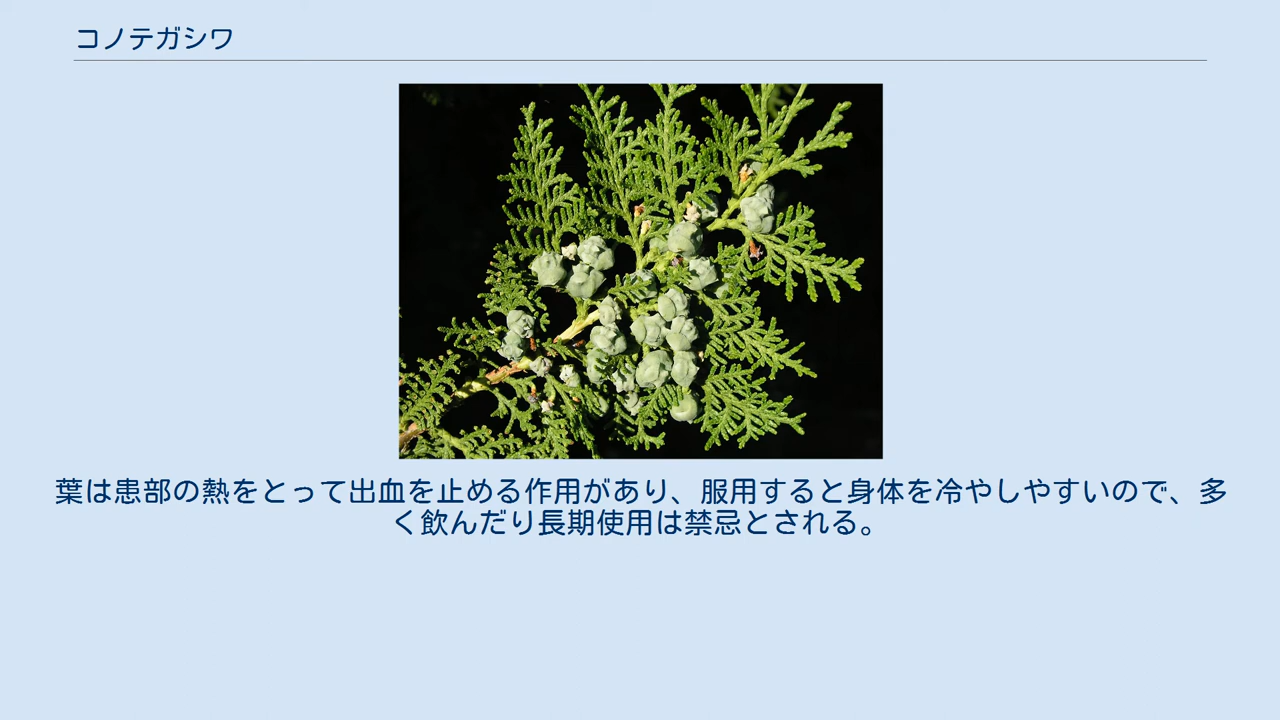 コノテガシワ
葉は患部の熱をとって出血を止める作用があり、服用すると身体を冷やしやすいので、多
く飲んだり長期使用は禁忌とされる。